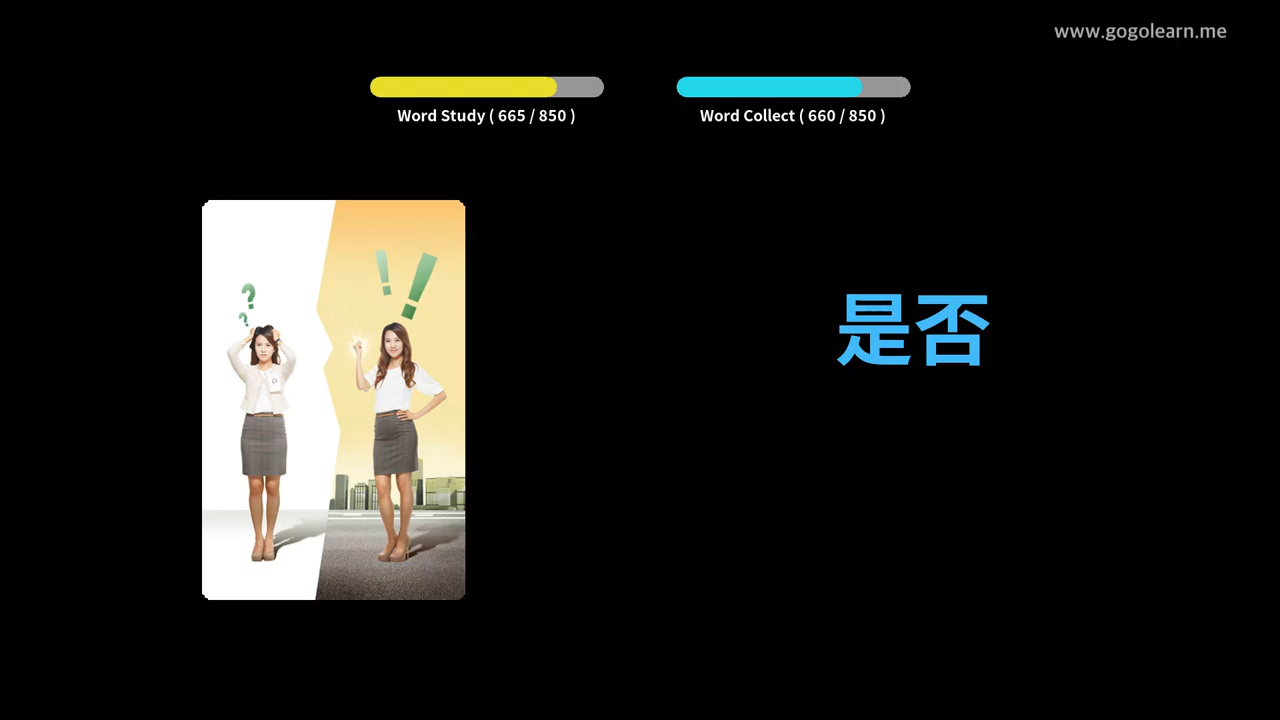 www.gogolearn.me
Word Study ( 665 / 850 )
Word Collect ( 660 / 850 )
? ?
! !
是否